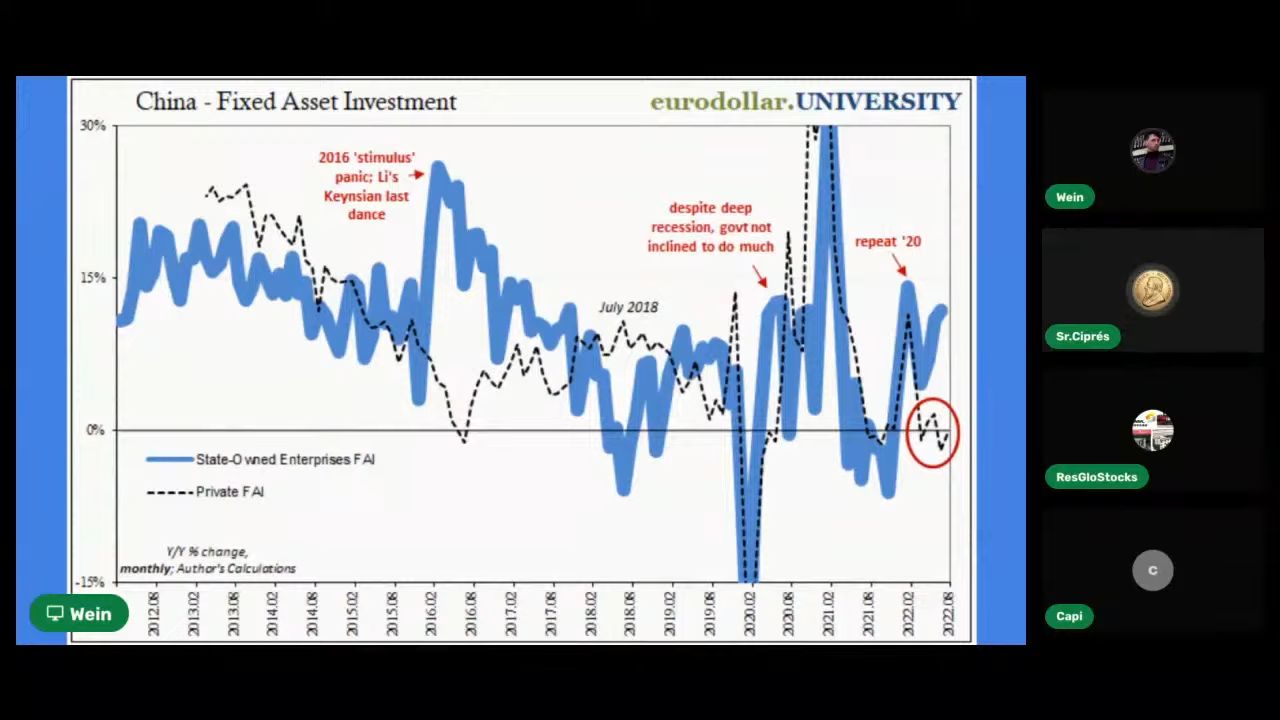 China - Fixed Asset Investment
eurodollar.UNIVERSITY
30%
15%
0%
-15%
2016 'stimulus'
panic; Li's
Keynsian last
dance
despite deep
recession, govt not
inclined to do much
repeat '20
July 2018
State-Owned Enterprises FAI
Private FAI
Y/Y % change,
monthly; Author's Calculations
2012.08
2013.02
2013.08
2014.02
2014.08
2015.02
2015.08
2016.02
2016.08
2017.02
2017.08
2018.02
2018.08
2019.02
2019.08
2020.02
2020.08
2021.02
2021.08
2022.02
2022.08
Wein
Wein
Sr.Ciprés
ResGloStocks
C
Capi